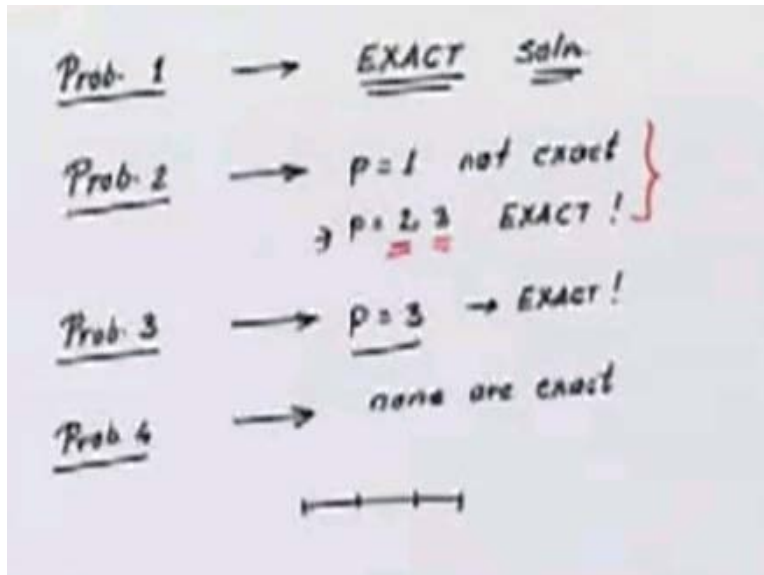 Prob. 1 → EXACT soln.
Prob. 2 → p = 1 not exact
→ p = 2, 3 EXACT !
Prob. 3 → p = 3 → EXACT !
Prob. 4 → none are exact